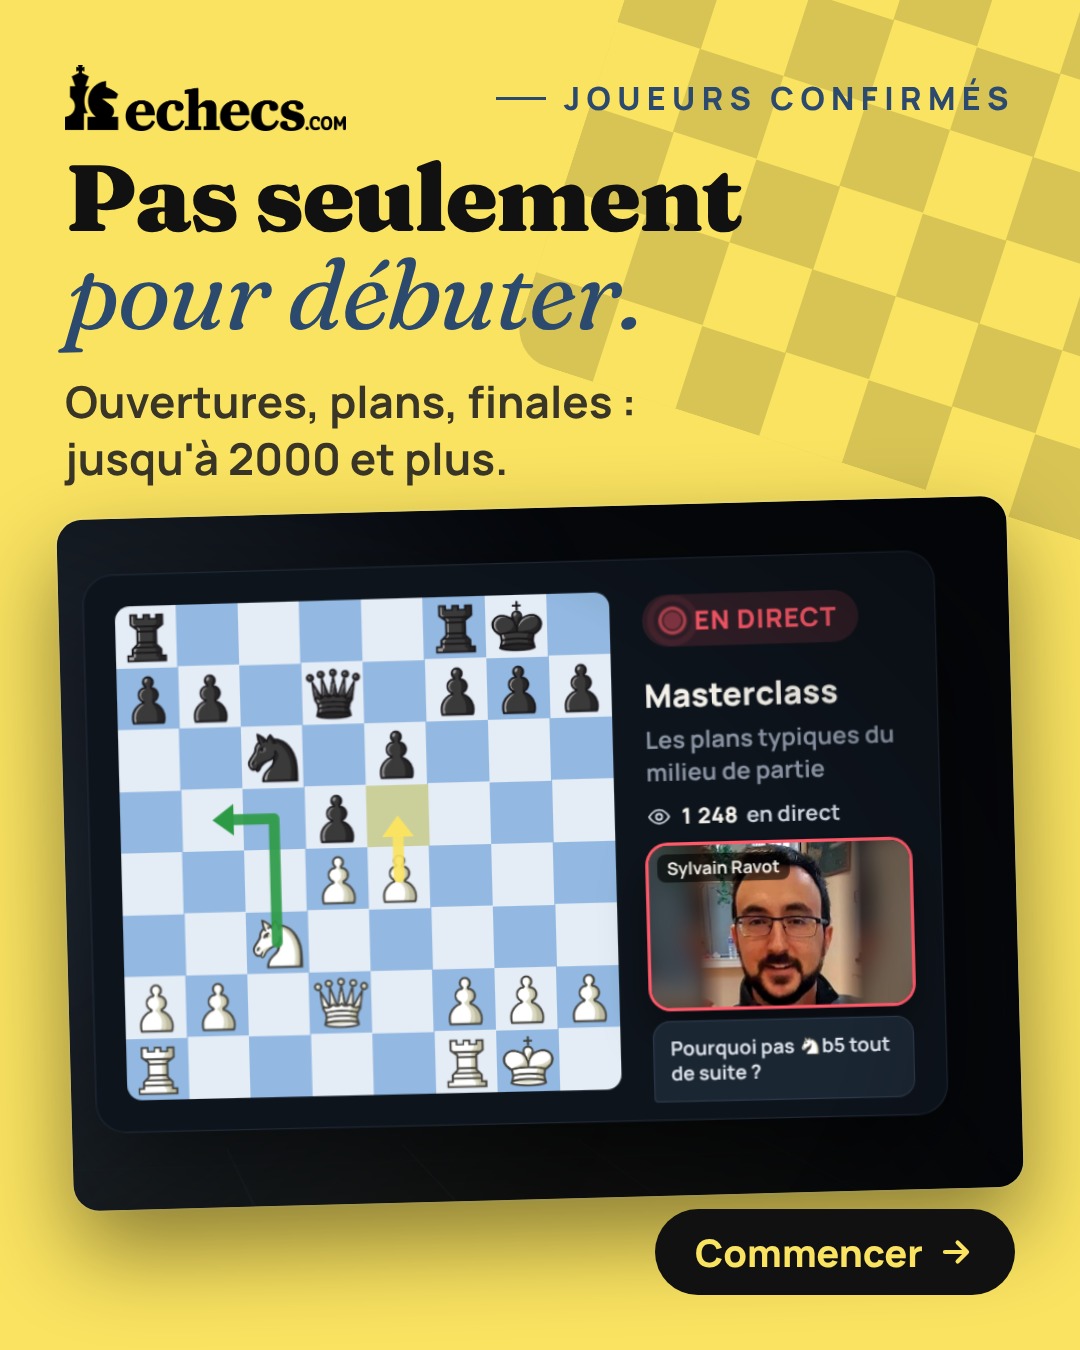 echecs.COM
JOUEURS CONFIRMÉS
Pas seulement
pour débuter.
Ouvertures, plans, finales :
jusqu'à 2000 et plus.
EN DIRECT
Masterclass
Les plans typiques du
milieu de partie
1 248 en direct
Sylvain Ravot
Pourquoi pas ♞b5 tout
de suite ?
Commencer →